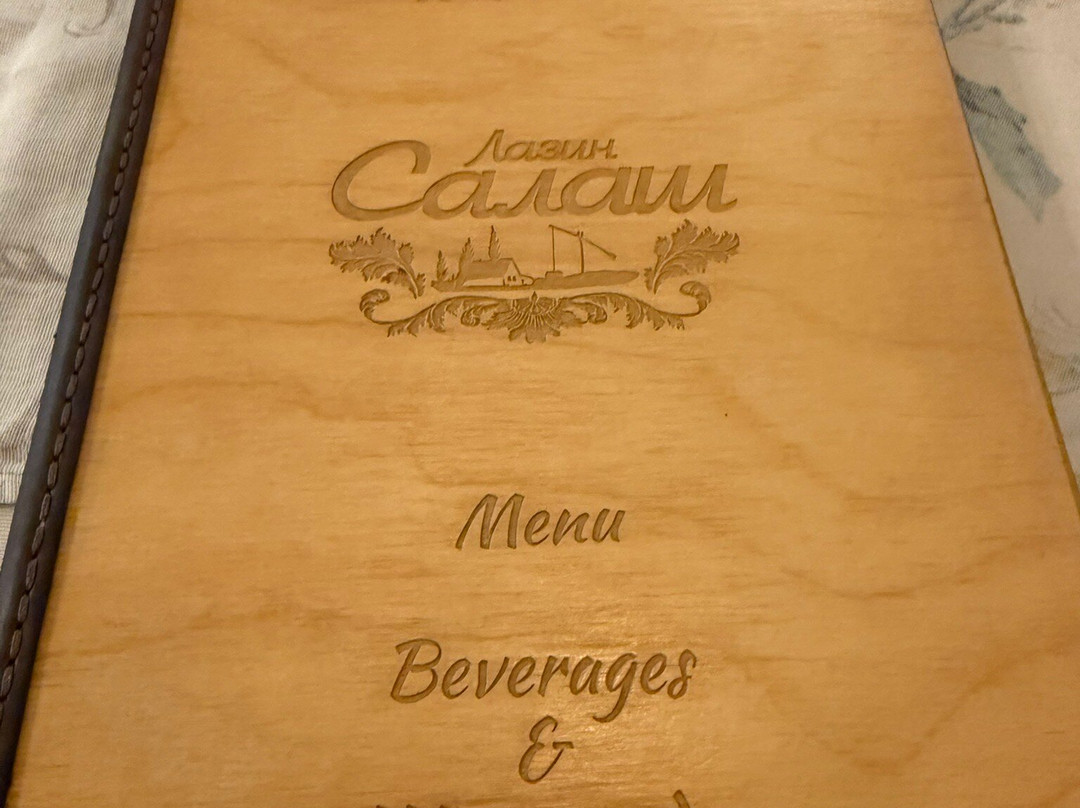 Лазин
Салаш
Menu
Beverages
&